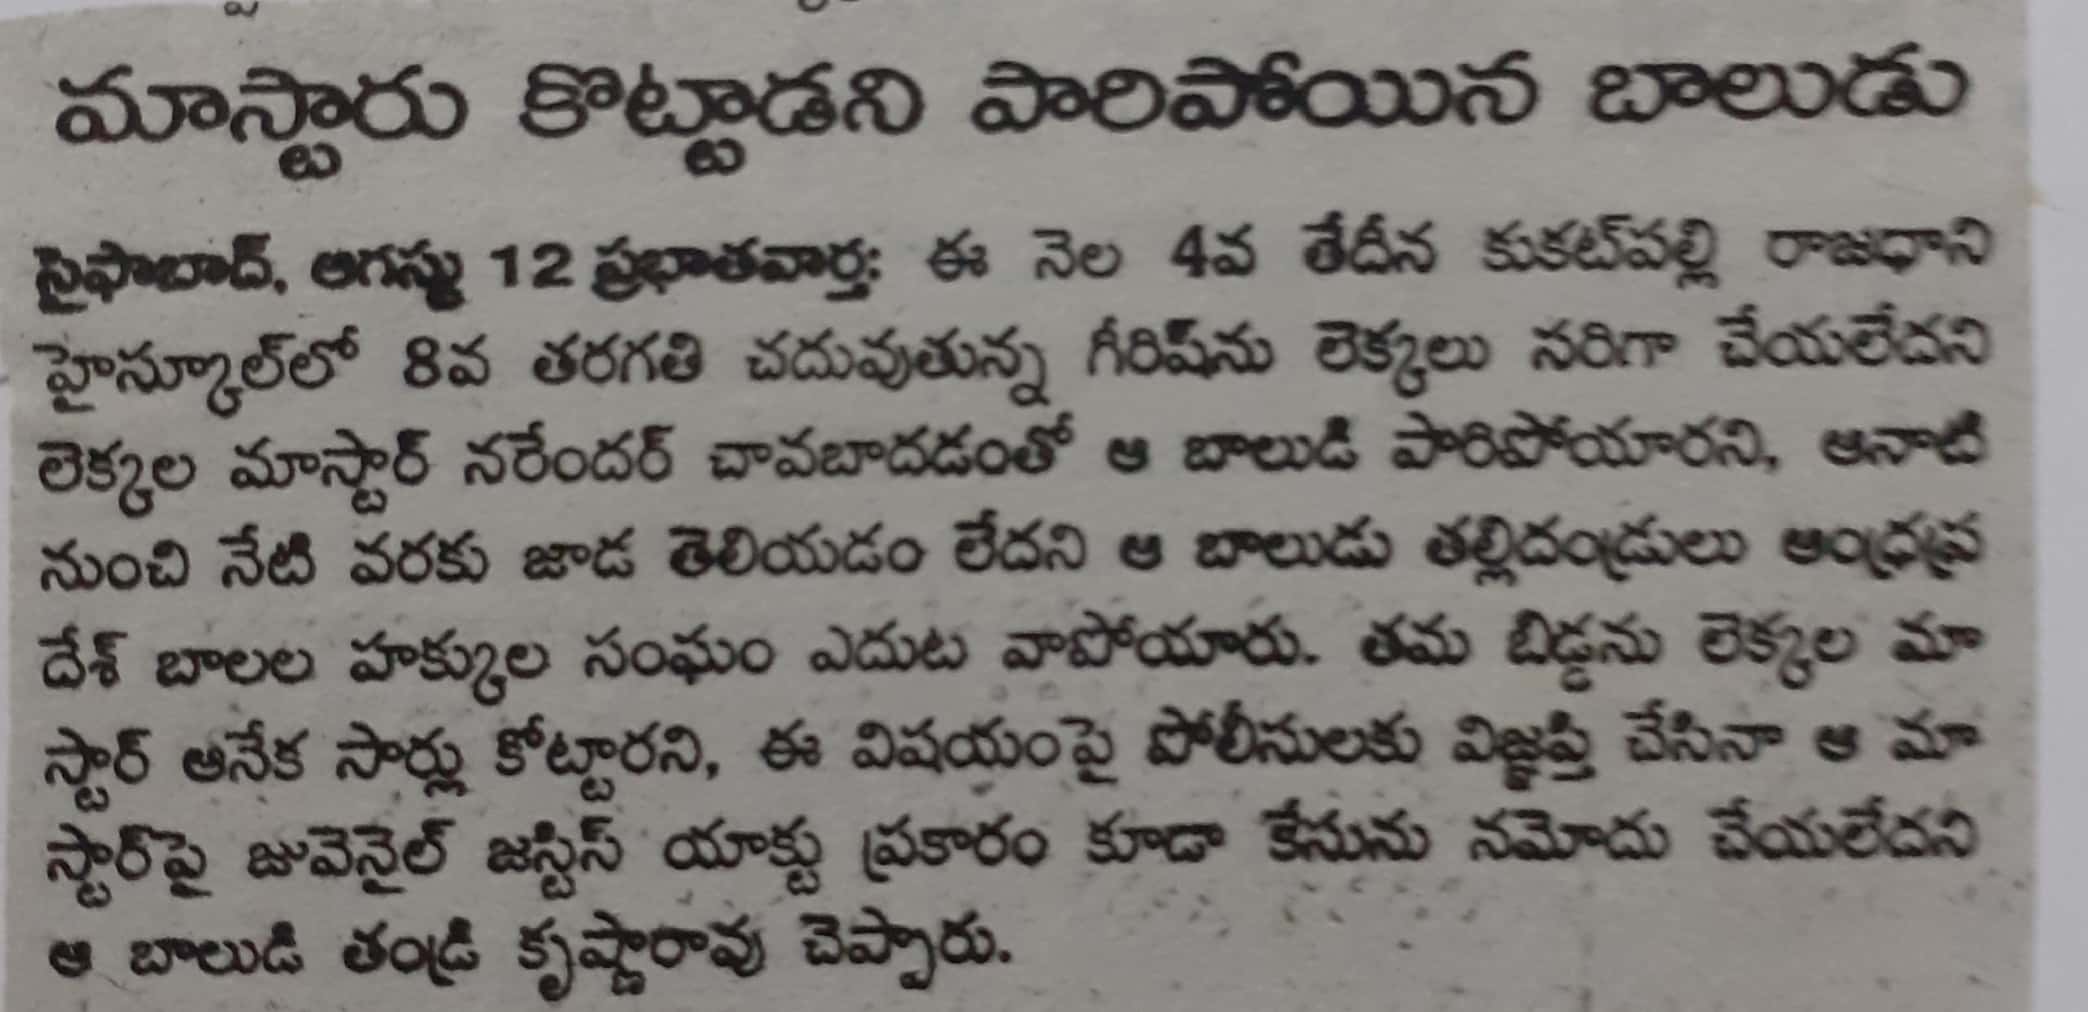 మాస్టారు కొట్టాడని పారిపోయిన బాలుడు
సైఫాబాద్, ఆగస్టు 12 ప్రభాతవార్త: ఈ నెల 4వ తేదీన కుకట్‌పల్లి రాజధాని
హైస్కూల్‌లో 8వ తరగతి చదువుతున్న గీరిష్‌ను లెక్కలు సరిగా చేయలేదని
లెక్కల మాస్టార్ నరేందర్ చావబాదడంతో ఆ బాలుడి పారిపోయారని, ఆనాటి
నుంచి నేటి వరకు జాడ తెలియడం లేదని ఆ బాలుడు తల్లిదండ్రులు ఆంధ్రప్ర
దేశ్ బాలల హక్కుల సంఘం ఎదుట వాపోయారు. తమ బిడ్డను లెక్కల మా
స్టార్ అనేక సార్లు కోట్టారని, ఈ విషయంపై పోలీసులకు విజ్ఞప్తి చేసినా ఆ మా
స్టార్‌పై జువెనైల్ జస్టిస్ యాక్టు ప్రకారం కూడా కేసును నమోదు చేయలేదని
ఆ బాలుడి తండ్రి కృష్ణారావు చెప్పారు.